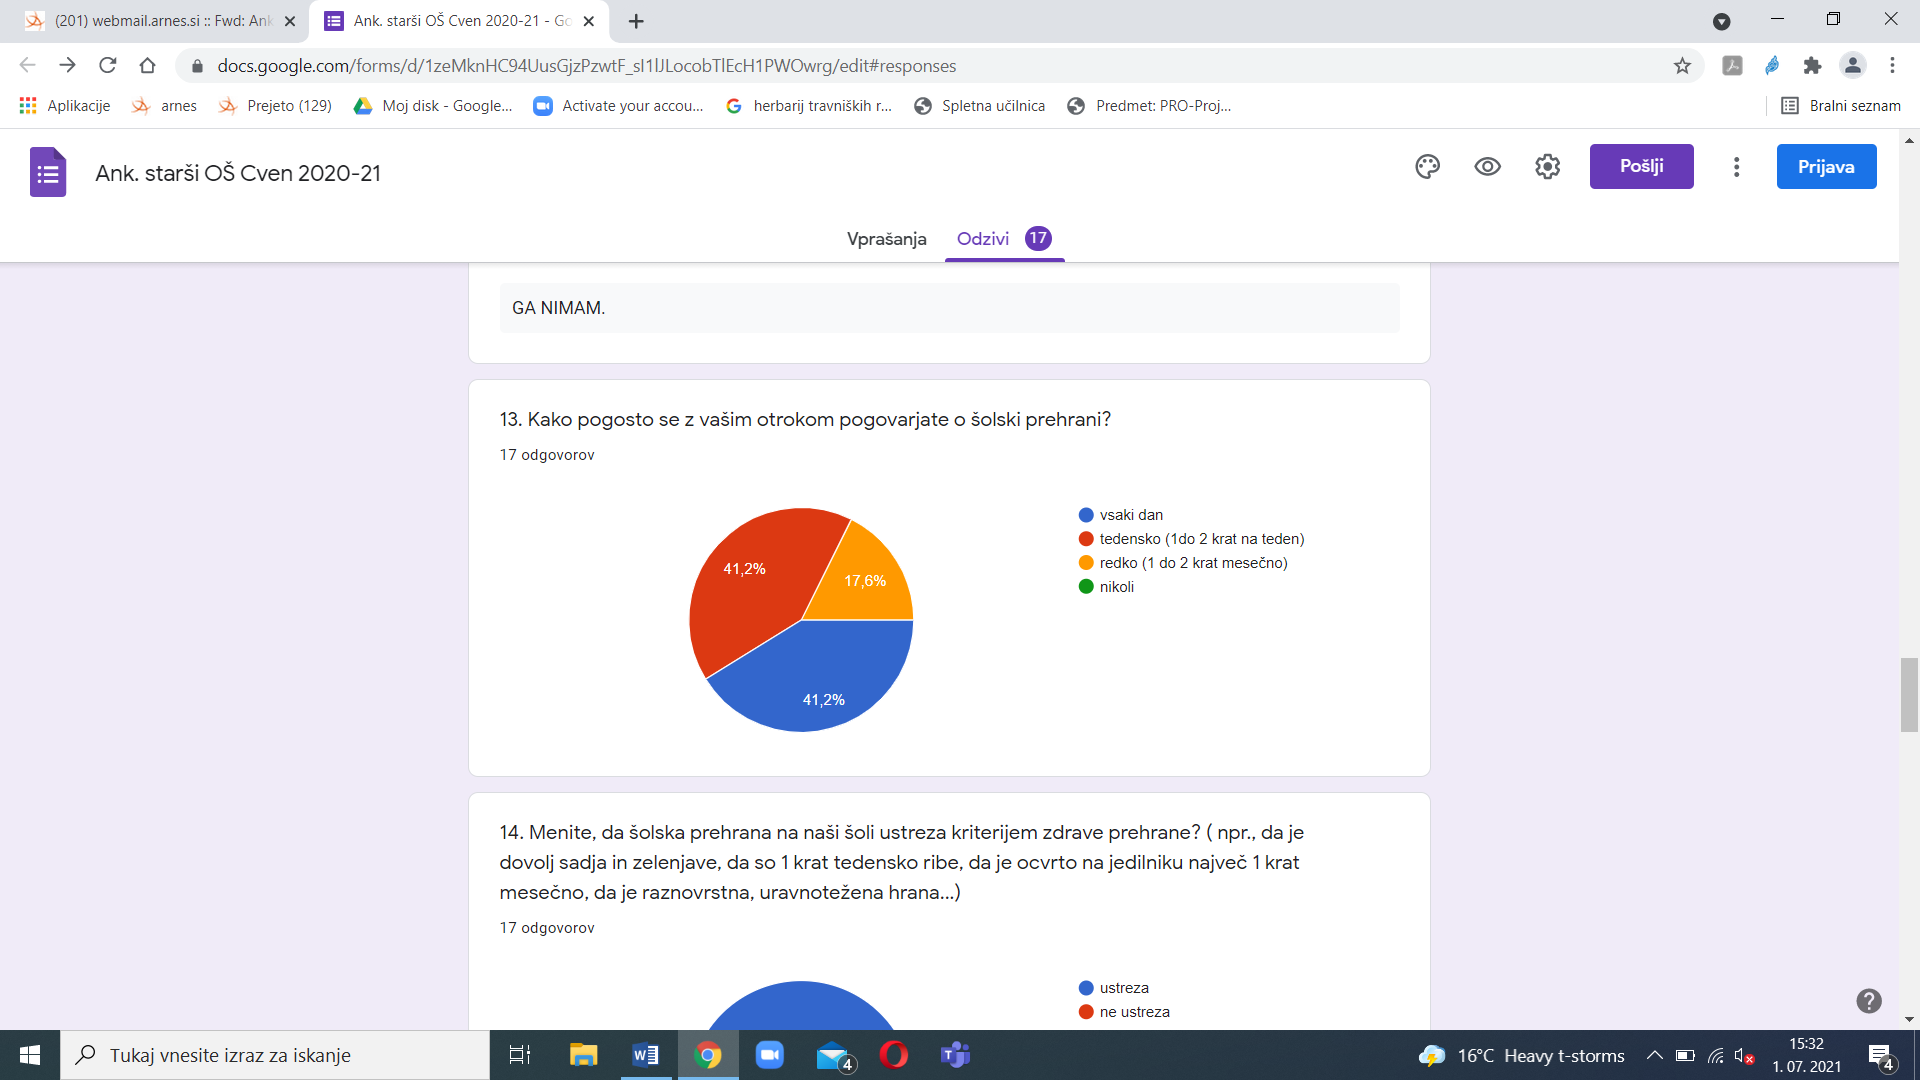 (201) webmail.arnes.si :: Fwd: Ank
Ank. starši OŠ Cven 2020-21 - Go
docs.google.com/forms/d/1zeMknHC94UusGjzPzwtF_sI1lJLocobTlEcH1PWOwrg/edit#responses
Aplikacije
arnes
Prejeto (129)
Moj disk - Google...
Activate your accou...
herbarij travniških r...
Spletna učilnica
Predmet: PRO-Proj...
Bralni seznam
Ank. starši OŠ Cven 2020-21
Pošlji
Prijava
Vprašanja
Odzivi 17
GA NIMAM.
13. Kako pogosto se z vašim otrokom pogovarjate o šolski prehrani?
17 odgovorov
41,2%
17,6%
41,2%
vsaki dan
tedensko (1do 2 krat na teden)
redko (1 do 2 krat mesečno)
nikoli
14. Menite, da šolska prehrana na naši šoli ustreza kriterijem zdrave prehrane? ( npr., da je
dovolj sadja in zelenjave, da so 1 krat tedensko ribe, da je ocvrto na jedilniku največ 1 krat
mesečno, da je raznovrstna, uravnotežena hrana...)
17 odgovorov
ustreza
ne ustreza
Tukaj vnesite izraz za iskanje
4
16°C Heavy t-storms
15:32
1. 07. 2021
4